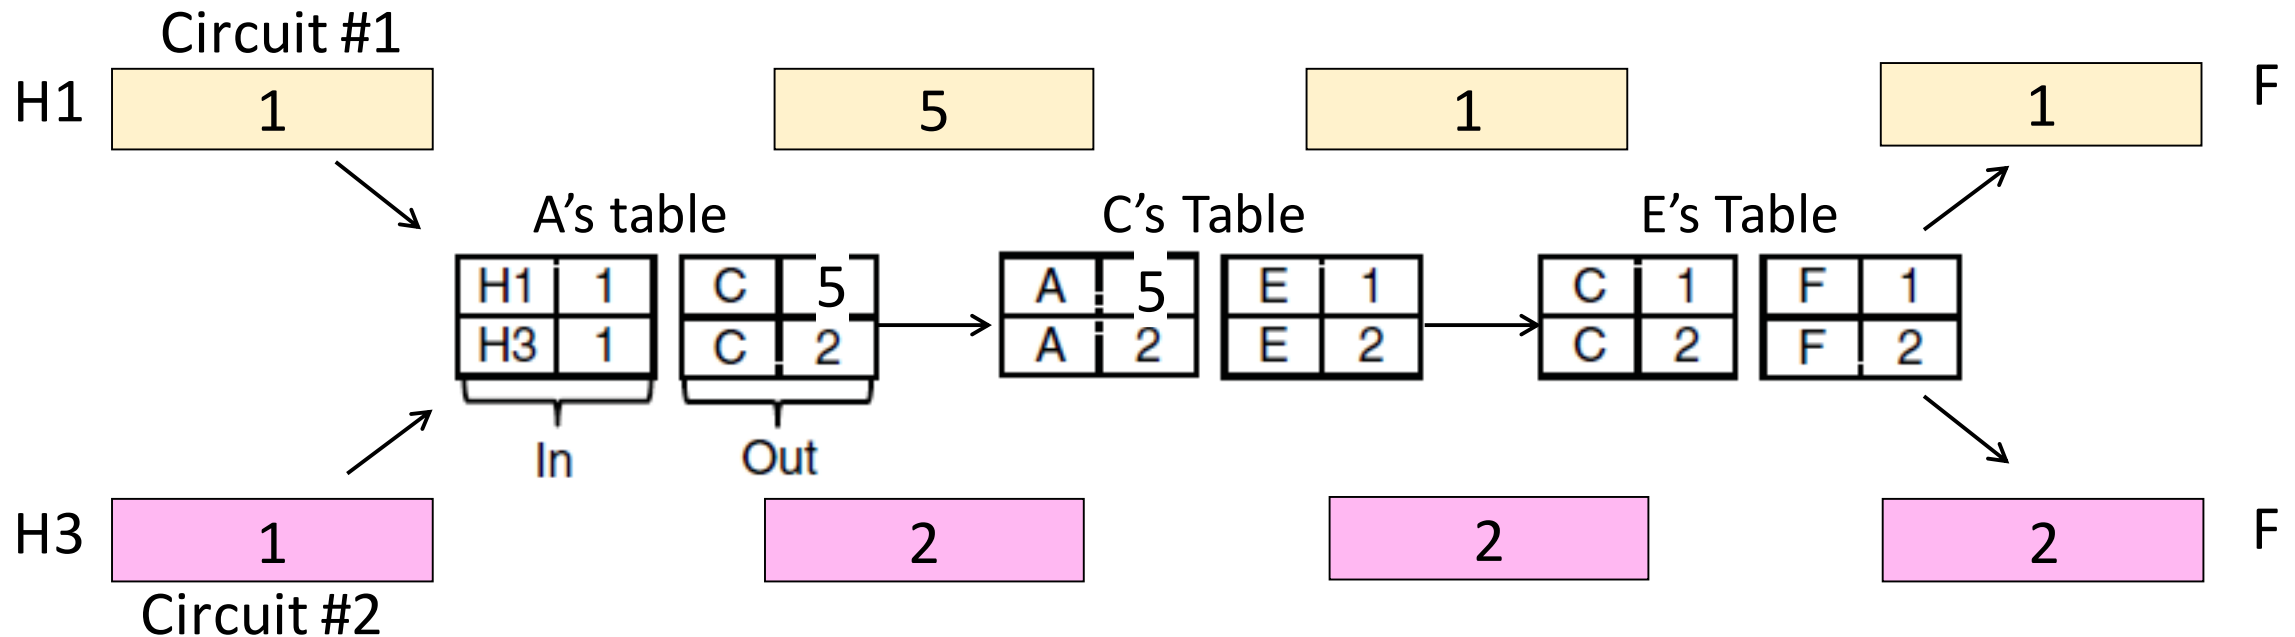 Circuit #1
H1 1 5 1 1 F
A’s table C’s Table E’s Table
H1 1 C 5 A 5 E 1 C 1 F 1
H3 1 C 2 A 2 E 2 C 2 F 2
In Out
H3 1 2 2 2 F
Circuit #2